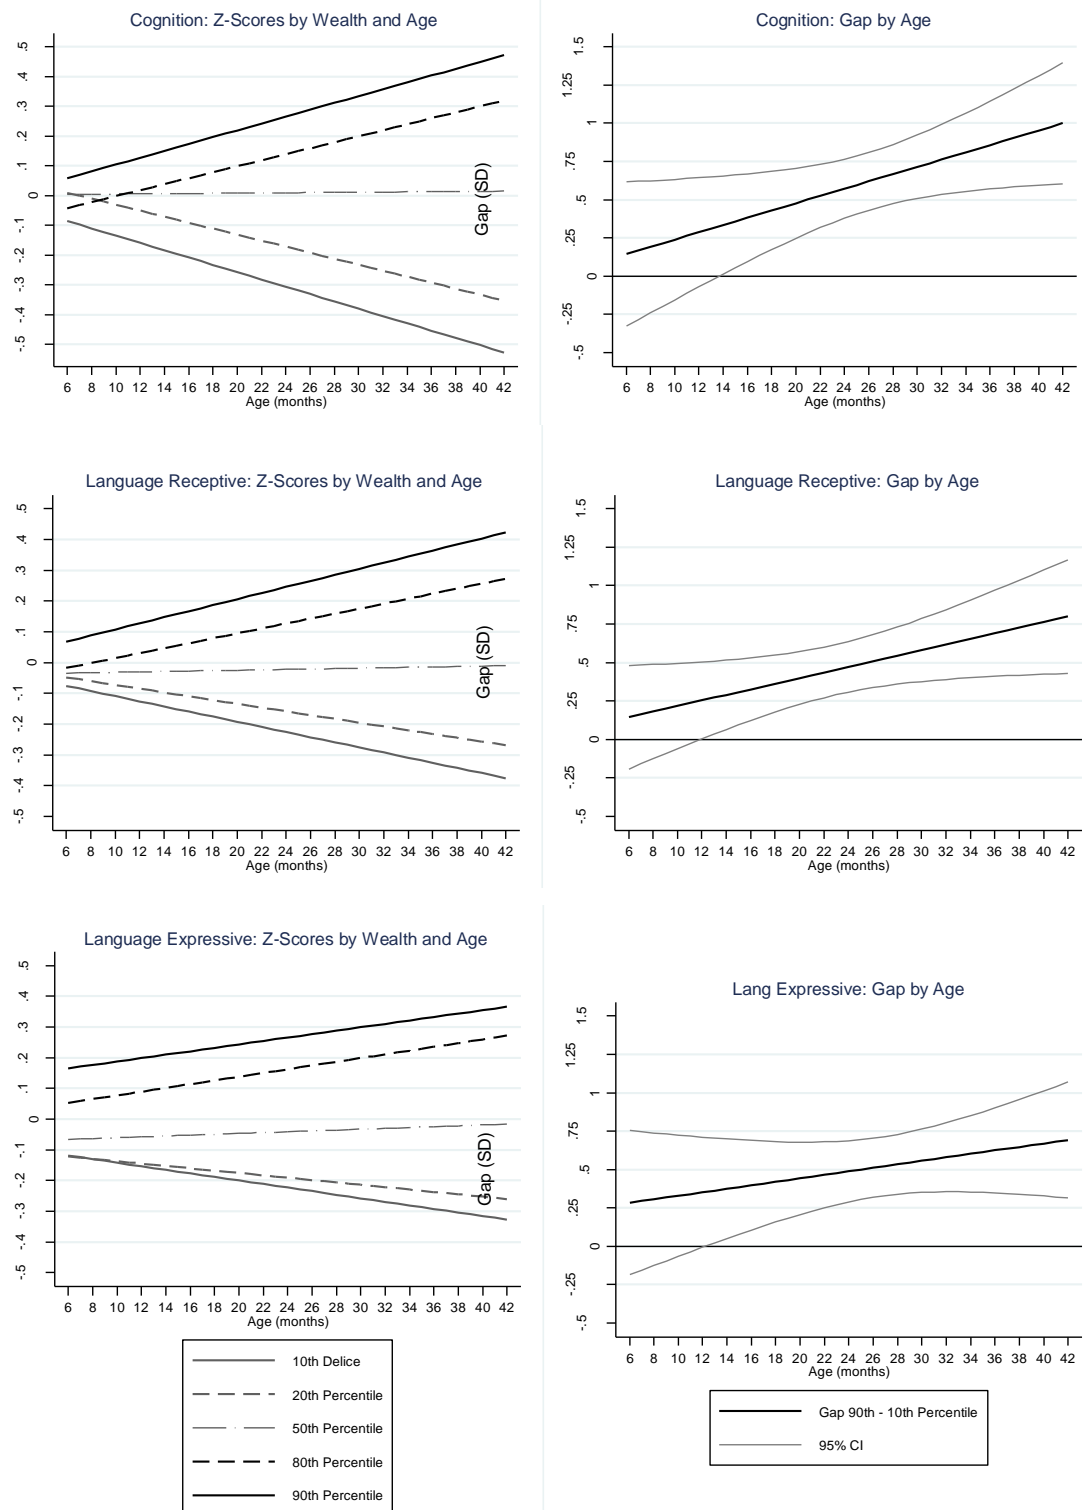 Cognition: Z-Scores by Wealth and Age
.5
.4
.3
.2
.1
0
-.1
-.2
-.3
-.4
-.5
6 8 10 12 14 16 18 20 22 24 26 28 30 32 34 36 38 40 42
Age (months)
Cognition: Gap by Age
Gap (SD)
1.5
1.25
1
.75
.5
.25
0
-.25
-.5
6 8 10 12 14 16 18 20 22 24 26 28 30 32 34 36 38 40 42
Age (months)
Language Receptive: Z-Scores by Wealth and Age
.5
.4
.3
.2
.1
0
-.1
-.2
-.3
-.4
-.5
6 8 10 12 14 16 18 20 22 24 26 28 30 32 34 36 38 40 42
Age (months)
Language Receptive: Gap by Age
Gap (SD)
1.5
1.25
1
.75
.5
.25
0
-.25
-.5
6 8 10 12 14 16 18 20 22 24 26 28 30 32 34 36 38 40 42
Age (months)
Language Expressive: Z-Scores by Wealth and Age
.5
.4
.3
.2
.1
0
-.1
-.2
-.3
-.4
-.5
6 8 10 12 14 16 18 20 22 24 26 28 30 32 34 36 38 40 42
Age (months)
10th Delice
20th Percentile
50th Percentile
80th Percentile
90th Percentile
Lang Expressive: Gap by Age
Gap (SD)
1.5
1.25
1
.75
.5
.25
0
-.25
-.5
6 8 10 12 14 16 18 20 22 24 26 28 30 32 34 36 38 40 42
Age (months)
Gap 90th - 10th Percentile
95% CI